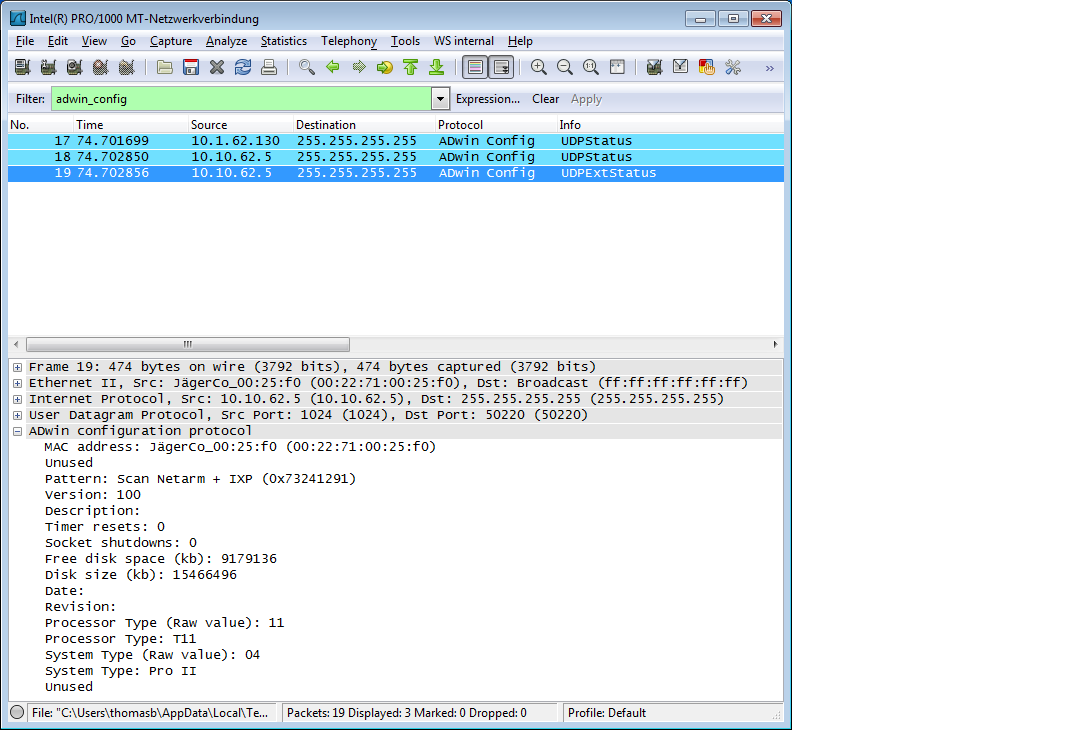 Intel(R) PRO/1000 MT-Netzwerkverbindung
File Edit View Go Capture Analyze Statistics Telephony Tools WS internal Help
1:1
»
Filter: adwin_config Expression... Clear Apply
No. Time Source Destination Protocol Info
17 74.701699 10.1.62.130 255.255.255.255 ADwin Config UDPStatus
18 74.702850 10.10.62.5 255.255.255.255 ADwin Config UDPStatus
19 74.702856 10.10.62.5 255.255.255.255 ADwin Config UDPExtStatus
Frame 19: 474 bytes on wire (3792 bits), 474 bytes captured (3792 bits)
Ethernet II, Src: JägerCo_00:25:f0 (00:22:71:00:25:f0), Dst: Broadcast (ff:ff:ff:ff:ff:ff)
Internet Protocol, Src: 10.10.62.5 (10.10.62.5), Dst: 255.255.255.255 (255.255.255.255)
User Datagram Protocol, Src Port: 1024 (1024), Dst Port: 50220 (50220)
ADwin configuration protocol
MAC address: JägerCo_00:25:f0 (00:22:71:00:25:f0)
Unused
Pattern: Scan Netarm + IXP (0x73241291)
Version: 100
Description:
Timer resets: 0
Socket shutdowns: 0
Free disk space (kb): 9179136
Disk size (kb): 15466496
Date:
Revision:
Processor Type (Raw value): 11
Processor Type: T11
System Type (Raw value): 04
System Type: Pro II
Unused
File: "C:\Users\thomasb\AppData\Local\Te... Packets: 19 Displayed: 3 Marked: 0 Dropped: 0 Profile: Default